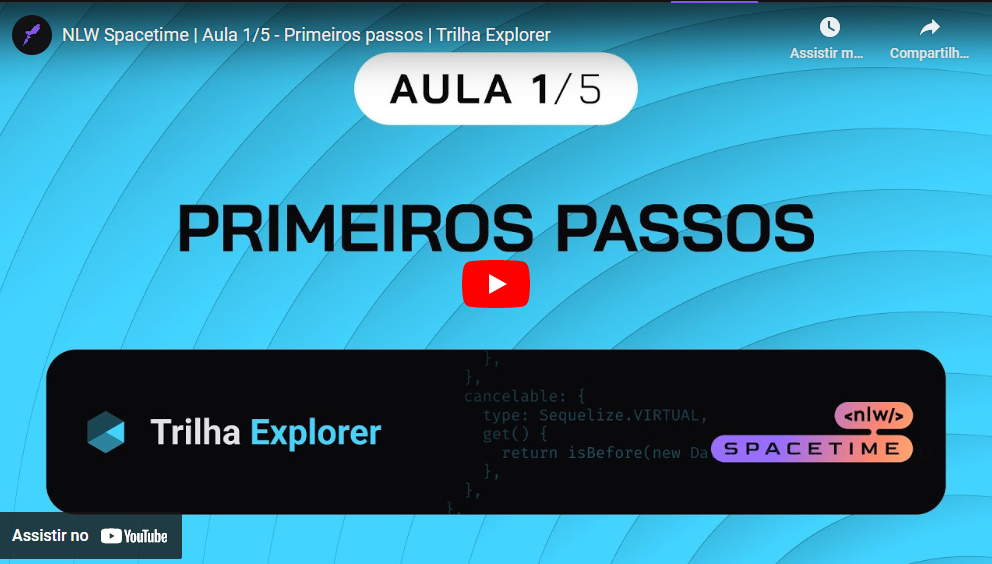 NLW Spacetime | Aula 1/5 - Primeiros passos | Trilha Explorer
Assistir m...
Compartilh...
AULA 1/5
PRIMEIROS PASSOS
},
},
cancelable: {
type: Sequelize.VIRTUAL,
get() {
return isBefore(new Da
},
},
},
Trilha Explorer
<nlw/>
SPACETIME
Assistir no YouTube